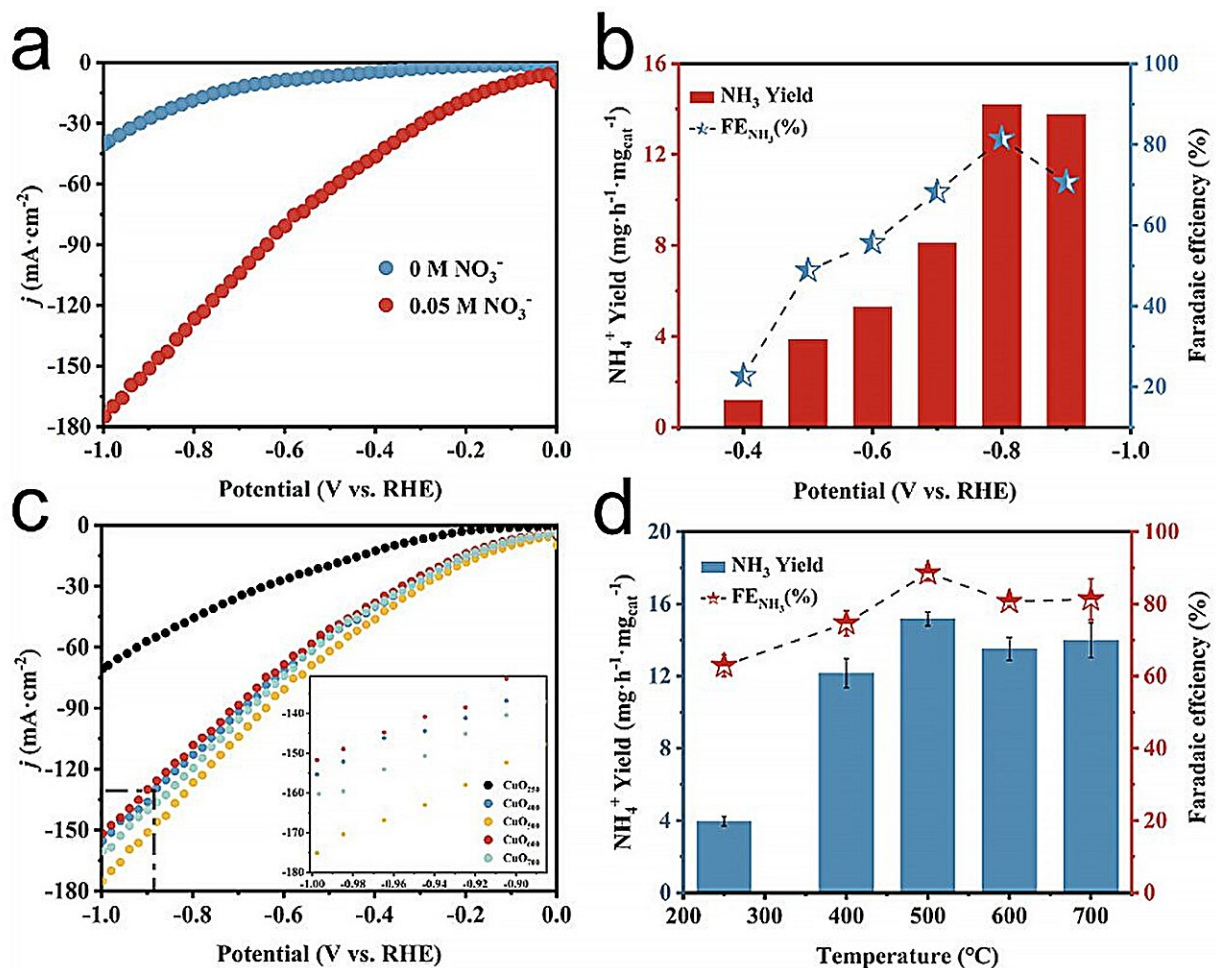 a
0
-30
-60
-90
-120
-150
-180
j (mA·cm⁻²)
0 M NO₃⁻
0.05 M NO₃⁻
-1.0 -0.8 -0.6 -0.4 -0.2 0.0
Potential (V vs. RHE)
b
16
12
8
4
0
NH₄⁺ Yield (mg·h⁻¹·mg_cat⁻¹)
NH₃ Yield
FE_NH₃(%)
100
80
60
40
20
Faradaic effciency (%)
-0.4 -0.6 -0.8 -1.0
Potential (V vs. RHE)
c
0
-30
-60
-90
-120
-150
-180
j (mA·cm⁻²)
-140
-150
-160
-170
-180
-1.00 -0.98 -0.96 -0.94 -0.92 -0.90
CuO₂₅₀
CuO₄₀₀
CuO₅₀₀
CuO₆₀₀
CuO₇₀₀
-1.0 -0.8 -0.6 -0.4 -0.2 0.0
Potential (V vs. RHE)
d
20
16
12
8
4
0
NH₄⁺ Yield (mg·h⁻¹·mg_cat⁻¹)
NH₃ Yield
FE_NH₃(%)
100
80
60
40
20
0
Faradaic effciency (%)
200 300 400 500 600 700
Temperature (°C)